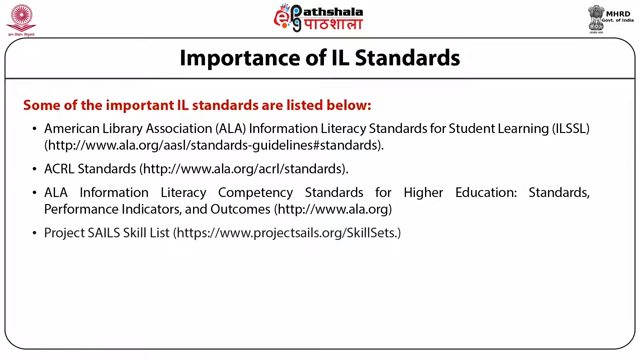 Pathshala
पाठशाला
MHRD
Govt. of India
Importance of IL Standards
Some of the important IL standards are listed below:
• American Library Association (ALA) Information Literacy Standards for Student Learning (ILSSL)
(http://www.ala.org/aasl/standards-guidelines#standards).
• ACRL Standards (http://www.ala.org/acrl/standards).
• ALA Information Literacy Competency Standards for Higher Education: Standards,
Performance Indicators, and Outcomes (http://www.ala.org)
• Project SAILS Skill List (https://www.projectsails.org/SkillSets.)